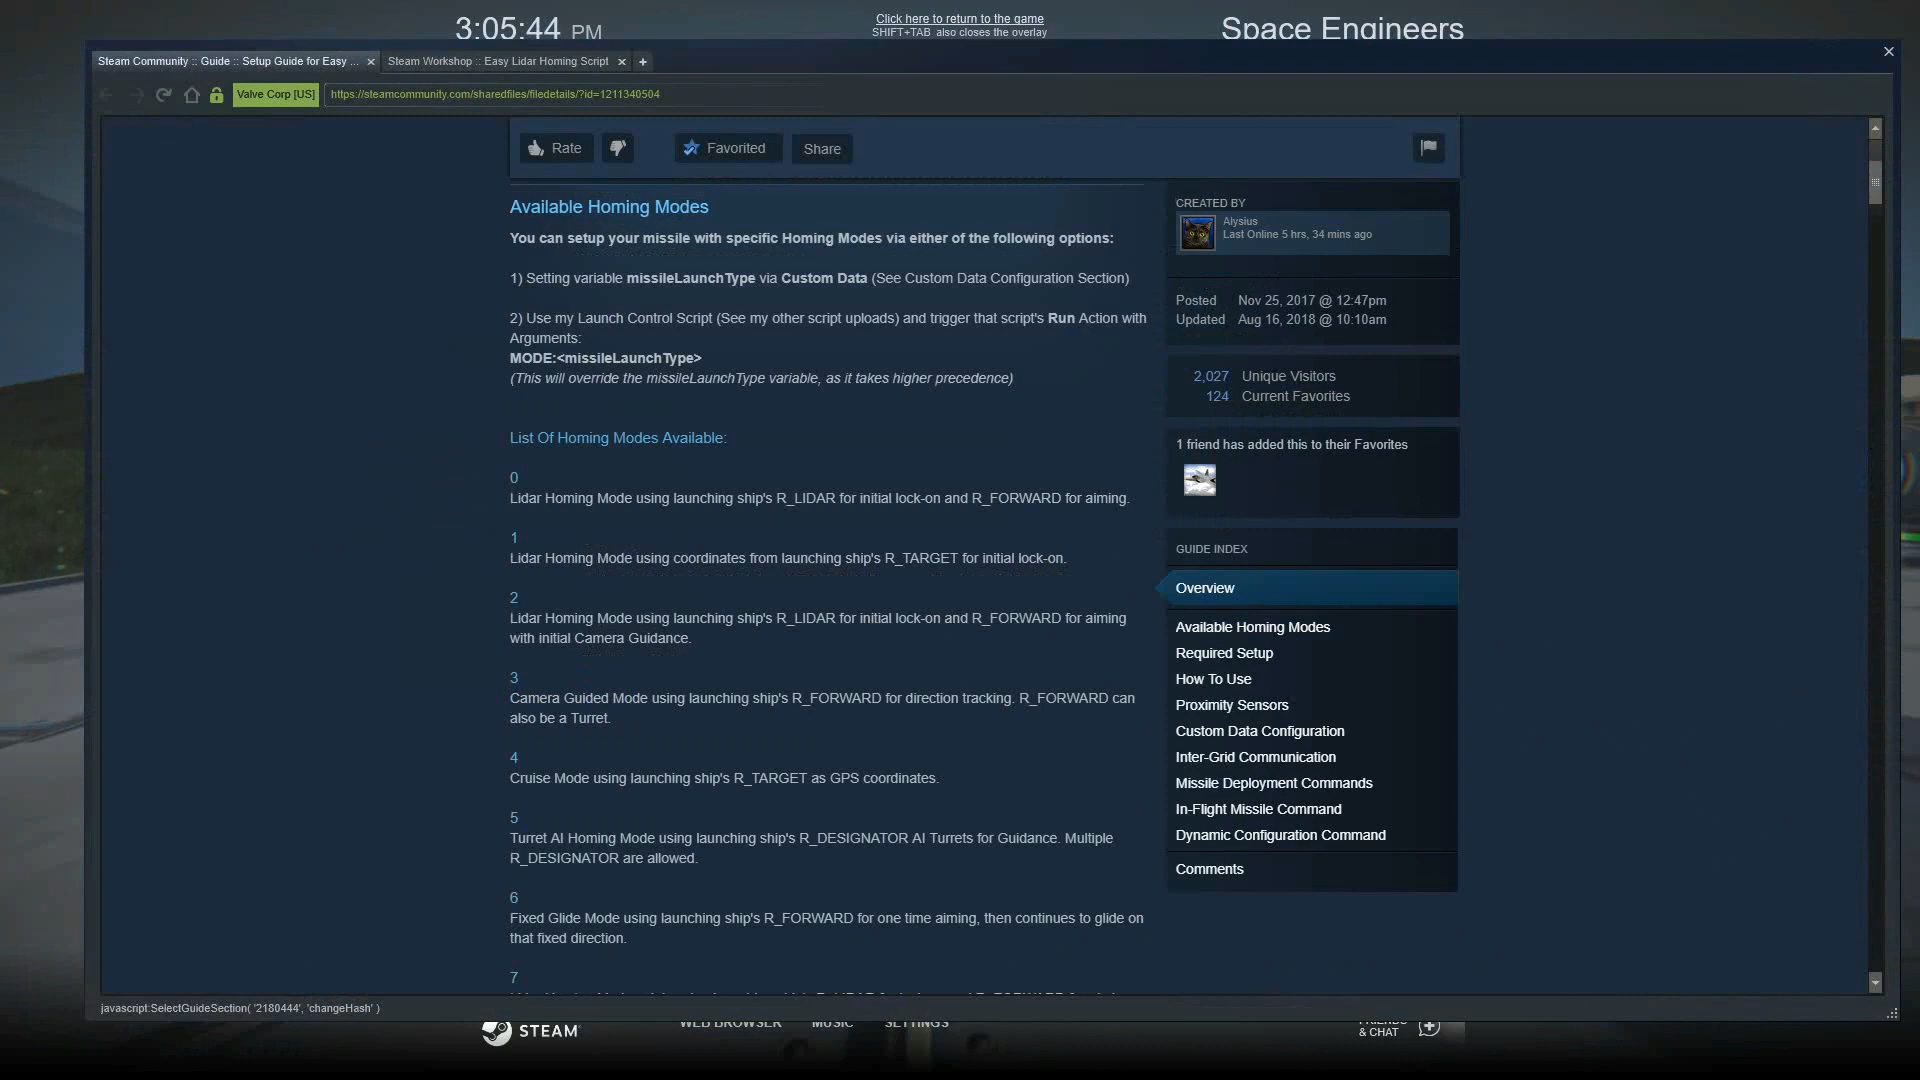 3:05:44 PM
Click here to return to the game
SHIFT+TAB also closes the overlay
Space Engineers
Steam Community :: Guide :: Setup Guide for Easy ...
Steam Workshop :: Easy Lidar Homing Script
Valve Corp [US]
https://steamcommunity.com/sharedfiles/filedetails/?id=1211340504
Rate
Favorited
Share
Available Homing Modes
You can setup your missile with specific Homing Modes via either of the following options:
1) Setting variable missileLaunchType via Custom Data (See Custom Data Configuration Section)
2) Use my Launch Control Script (See my other script uploads) and trigger that script's Run Action with
Arguments:
MODE:<missileLaunchType>
(This will override the missileLaunchType variable, as it takes higher precedence)
List Of Homing Modes Available:
0
Lidar Homing Mode using launching ship's R_LIDAR for initial lock-on and R_FORWARD for aiming.
1
Lidar Homing Mode using coordinates from launching ship's R_TARGET for initial lock-on.
2
Lidar Homing Mode using launching ship's R_LIDAR for initial lock-on and R_FORWARD for aiming
with initial Camera Guidance.
3
Camera Guided Mode using launching ship's R_FORWARD for direction tracking. R_FORWARD can
also be a Turret.
4
Cruise Mode using launching ship's R_TARGET as GPS coordinates.
5
Turret AI Homing Mode using launching ship's R_DESIGNATOR AI Turrets for Guidance. Multiple
R_DESIGNATOR are allowed.
6
Fixed Glide Mode using launching ship's R_FORWARD for one time aiming, then continues to glide on
that fixed direction.
7
CREATED BY
Alysius
Last Online 5 hrs, 34 mins ago
Posted Nov 25, 2017 @ 12:47pm
Updated Aug 16, 2018 @ 10:10am
2,027 Unique Visitors
124 Current Favorites
1 friend has added this to their Favorites
GUIDE INDEX
Overview
Available Homing Modes
Required Setup
How To Use
Proximity Sensors
Custom Data Configuration
Inter-Grid Communication
Missile Deployment Commands
In-Flight Missile Command
Dynamic Configuration Command
Comments
javascript:SelectGuideSection( '2180444', 'changeHash' )
STEAM
WEB BROWSER
MUSIC
SETTINGS
FRIENDS
& CHAT